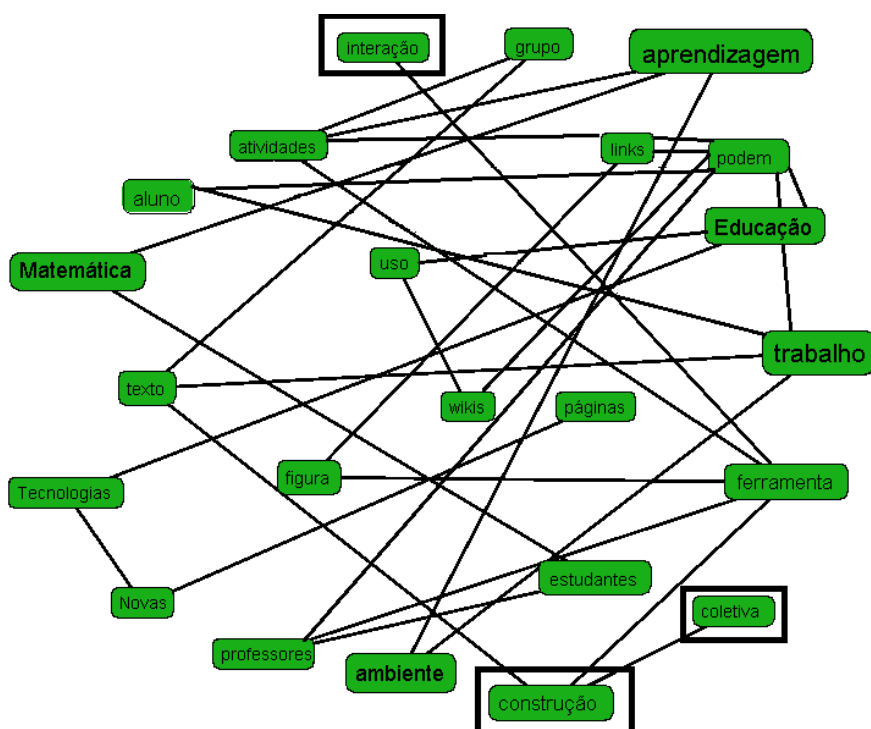 interação
grupo
aprendizagem
atividades
links
podem
aluno
Educação
Matemática
uso
trabalho
texto
wikis
páginas
Tecnologias
figura
ferramenta
Novas
estudantes
coletiva
professores
ambiente
construção